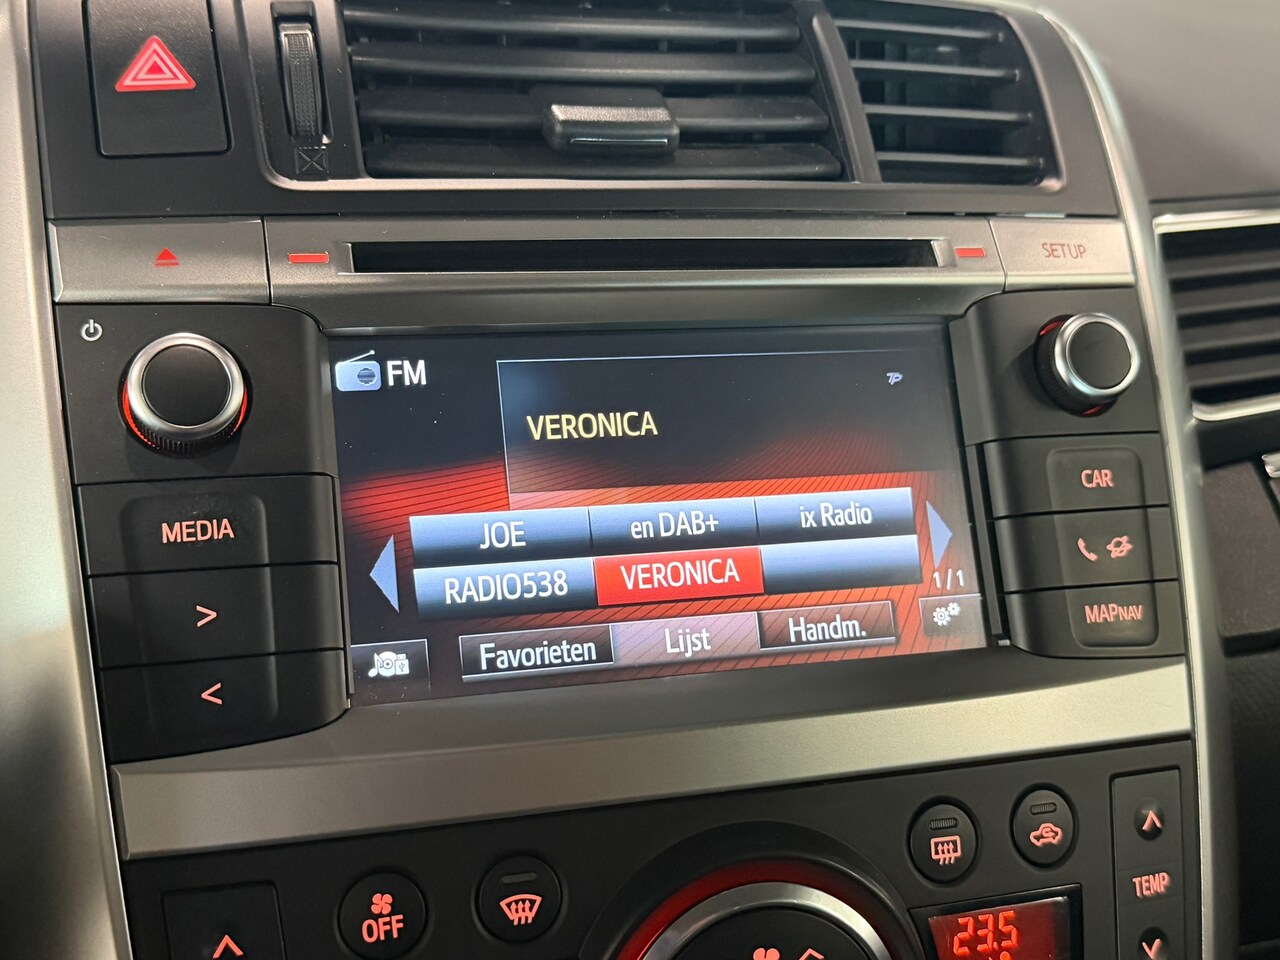 SETUP
FM
TP
VERONICA
CAR
MEDIA
JOE
en DAB+
ix Radio
RADIO538
VERONICA
1/1
MAPNAV
Favorieten
Lijst
Handm.
OFF
TEMP
23.5